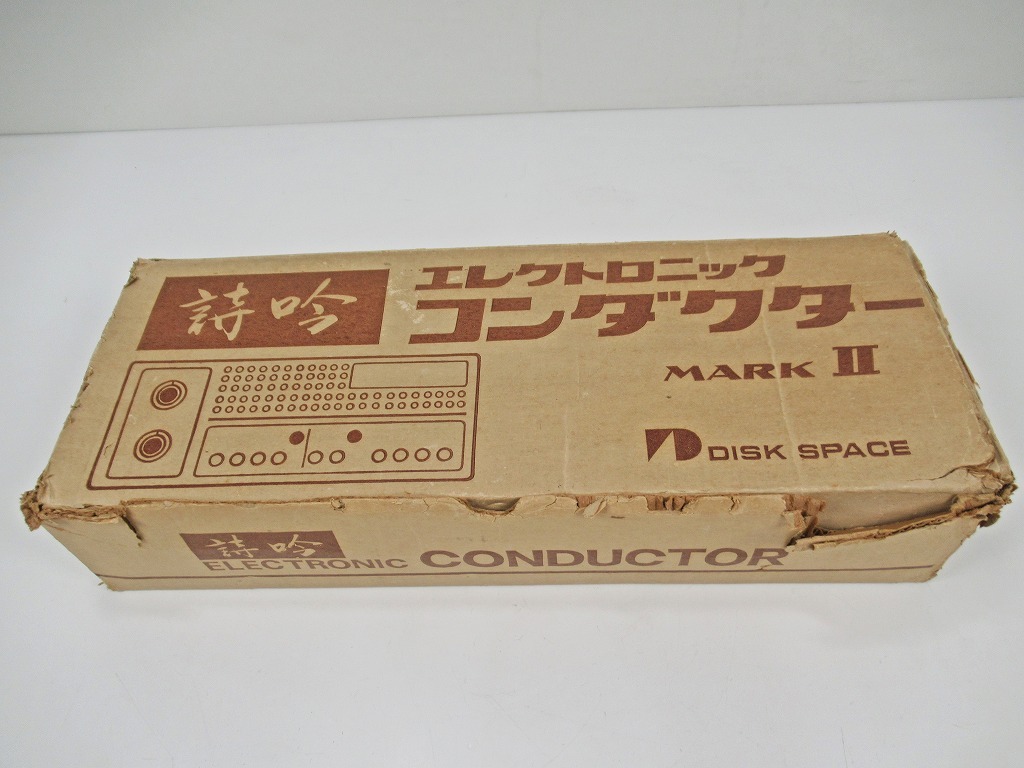 詩吟
エレクトロニック
コンダクター
MARK II
DISK SPACE
詩吟
ELECTRONIC CONDUCTOR